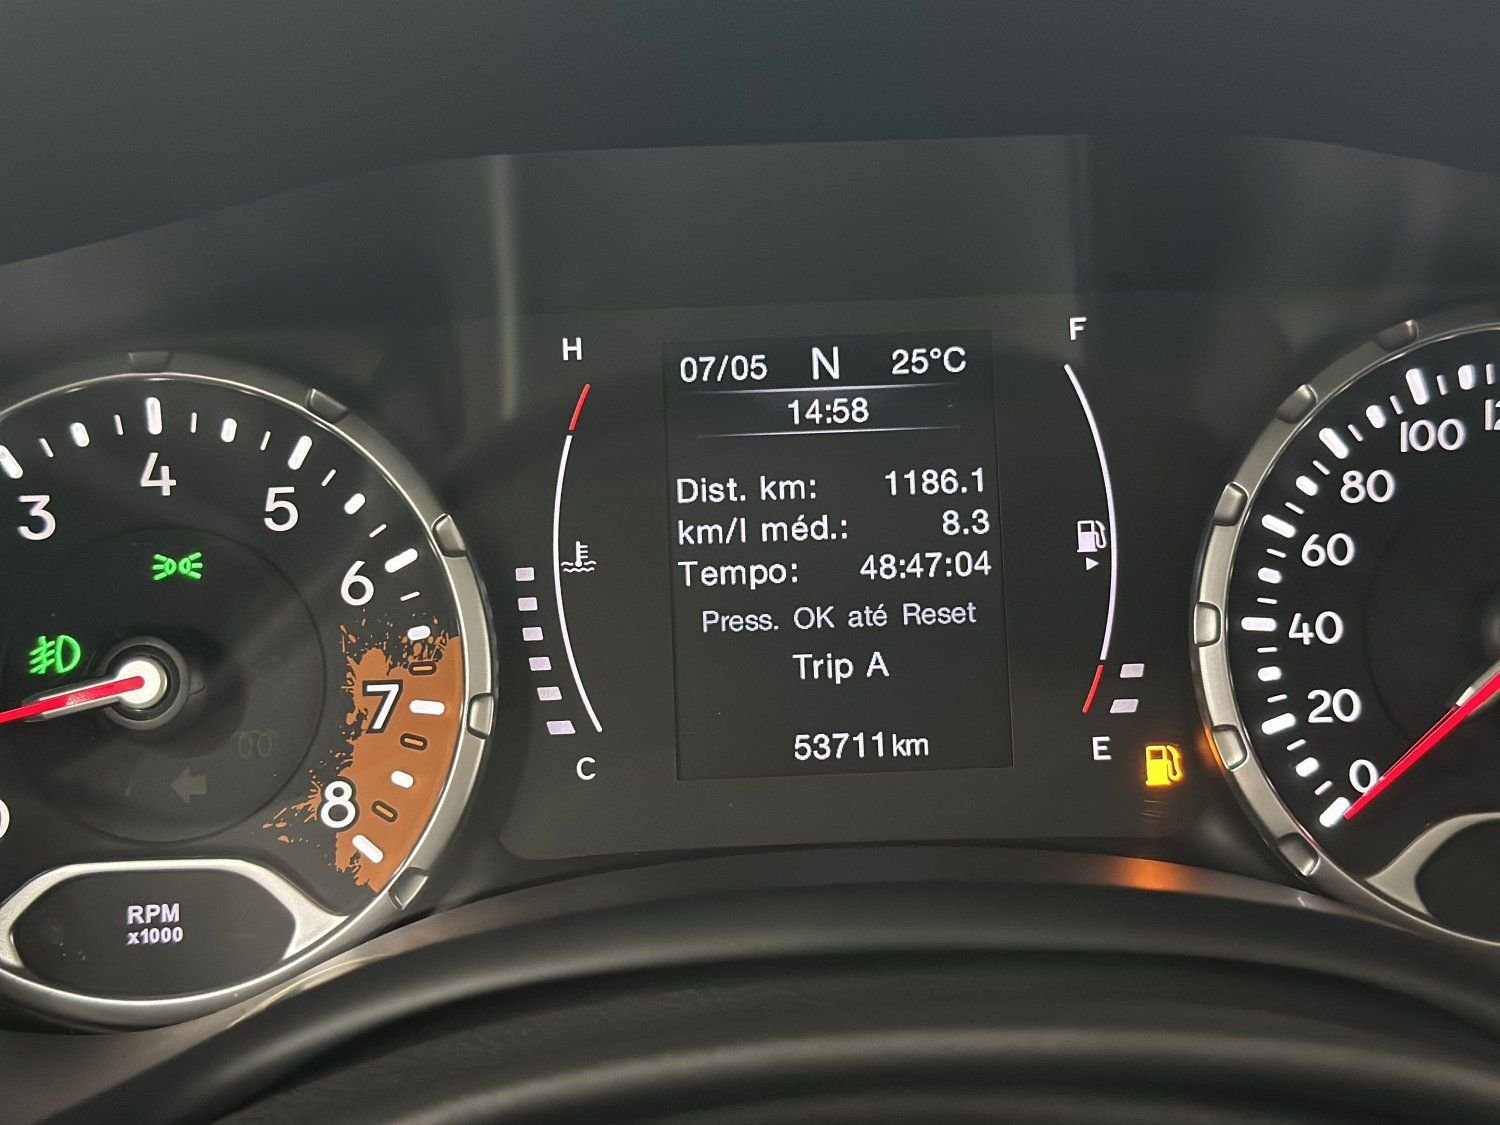 H
F
07/05 N 25°C
14:58
Dist. km: 1186.1
km/l méd.: 8.3
Tempo: 48:47:04
Press. OK até Reset
Trip A
53711 km
C
E
3
4
5
6
7
8
RPM
x1000
0
20
40
60
80
100